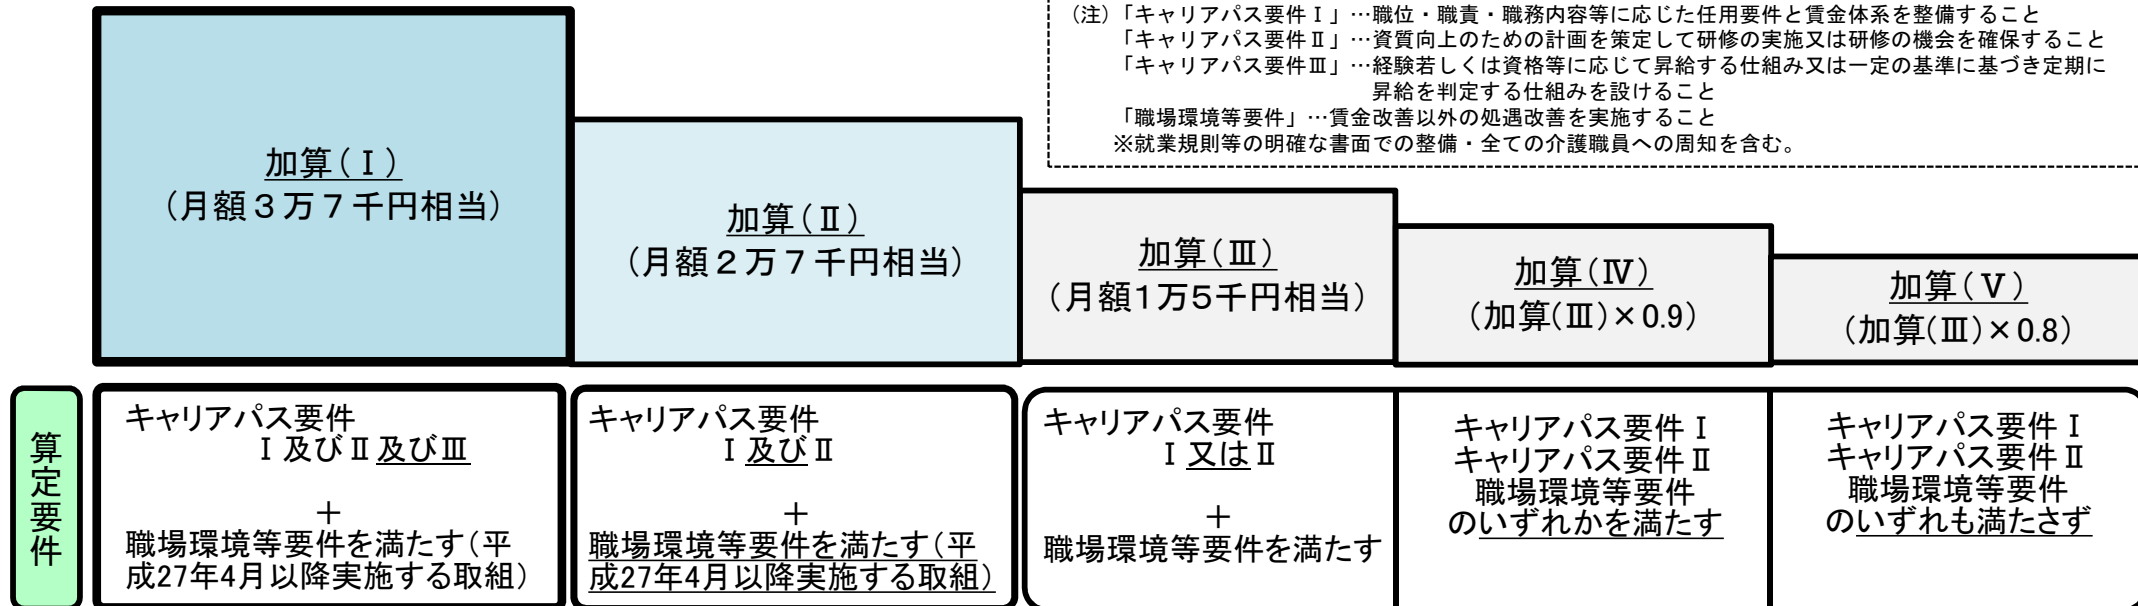 (注)「キャリアパス要件Ⅰ」…職位・職責・職務内容等に応じた任用要件と賃金体系を整備すること
「キャリアパス要件Ⅱ」…資質向上のための計画を策定して研修の実施又は研修の機会を確保すること
「キャリアパス要件Ⅲ」…経験若しくは資格等に応じて昇給する仕組み又は一定の基準に基づき定期に
昇給を判定する仕組みを設けること
「職場環境等要件」…賃金改善以外の処遇改善を実施すること
※就業規則等の明確な書面での整備・全ての介護職員への周知を含む。
加算(Ⅰ)
(月額3万7千円相当)
加算(Ⅱ)
(月額2万7千円相当)
加算(Ⅲ)
(月額1万5千円相当)
加算(Ⅳ)
(加算(Ⅲ)×0.9)
加算(Ⅴ)
(加算(Ⅲ)×0.8)
算定要件
キャリアパス要件
Ⅰ及びⅡ及びⅢ
+
職場環境等要件を満たす(平
成27年4月以降実施する取組)
キャリアパス要件
Ⅰ及びⅡ
+
職場環境等要件を満たす(平
成27年4月以降実施する取組)
キャリアパス要件
Ⅰ又はⅡ
+
職場環境等要件を満たす
キャリアパス要件Ⅰ
キャリアパス要件Ⅱ
職場環境等要件
のいずれかを満たす
キャリアパス要件Ⅰ
キャリアパス要件Ⅱ
職場環境等要件
のいずれも満たさず